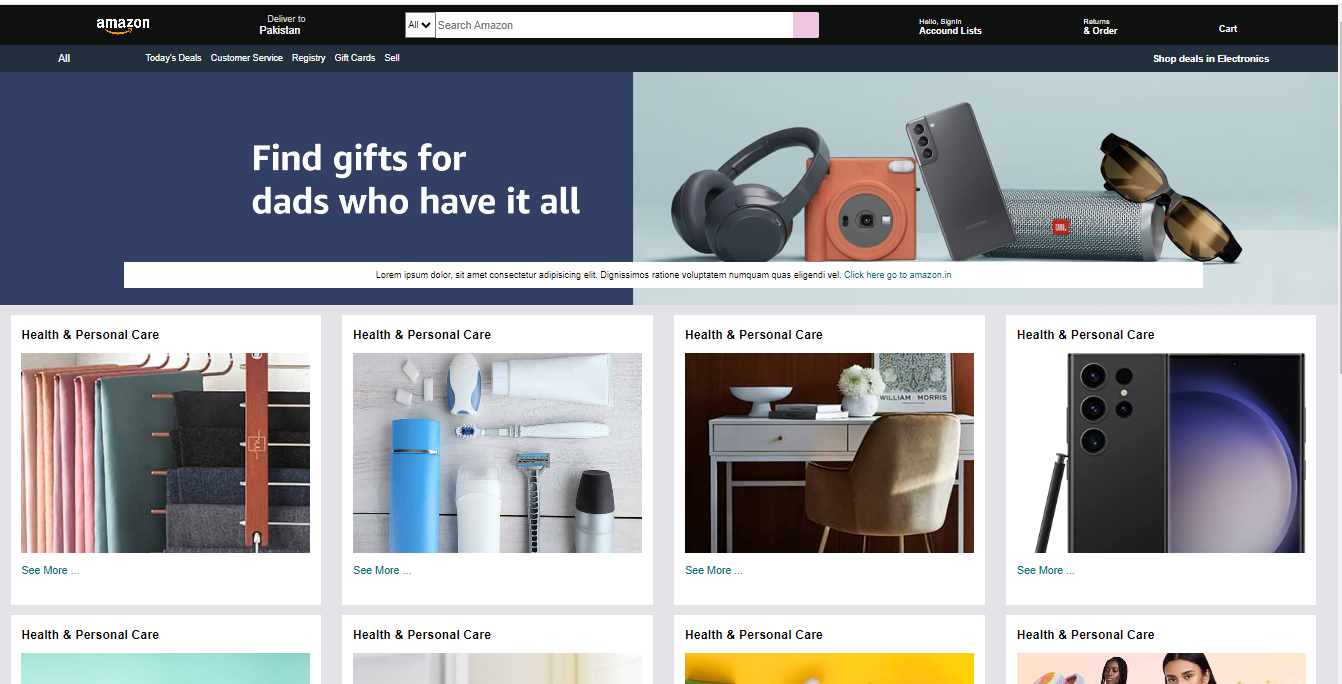 amazon
Deliver to
Pakistan
All
Search Amazon
Hello, SignIn
Accound Lists
Returns
& Order
Cart
All
Today's Deals
Customer Service
Registry
Gift Cards
Sell
Shop deals in Electronics
Find gifts for
dads who have it all
JBL
Lorem ipsum dolor, sit amet consectetur adipisicing elit. Dignissimos ratione voluptatem numquam quas eligendi vel. Click here go to amazon.in
Health & Personal Care
Health & Personal Care
Health & Personal Care
Health & Personal Care
WILLIAM MORRIS
See More ...
See More ...
See More ...
See More ...
Health & Personal Care
Health & Personal Care
Health & Personal Care
Health & Personal Care